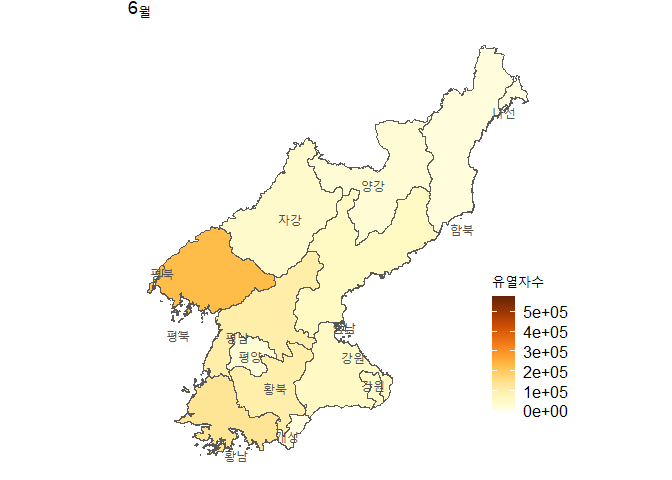 6월
나선
양강
자강
함북
평북
유열자수
평북
5e+05
4e+05
3e+05
2e+05
1e+05
0e+00
함남
평남
평양
강원
황북
강원
개성
황남